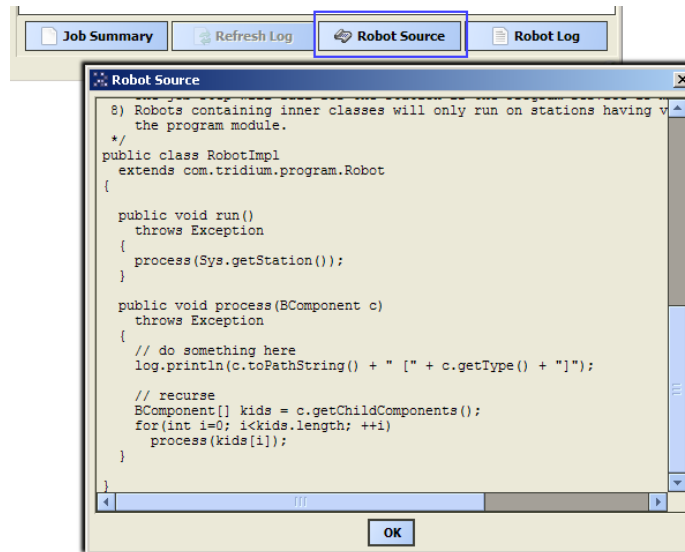 Job Summary Refresh Log Robot Source Robot Log
Robot Source
8) Robots containing inner classes will only run on stations having v
the program module.
*/
public class RobotImpl
extends com.tridium.program.Robot
{
public void run()
throws Exception
{
process(Sys.getStation());
}
public void process(BComponent c)
throws Exception
{
// do something here
log.println(c.toPathString() + " [" + c.getType() + "]");
// recurse
BComponent[] kids = c.getChildComponents();
for(int i=0; i<kids.length; ++i)
process(kids[i]);
}
}
OK